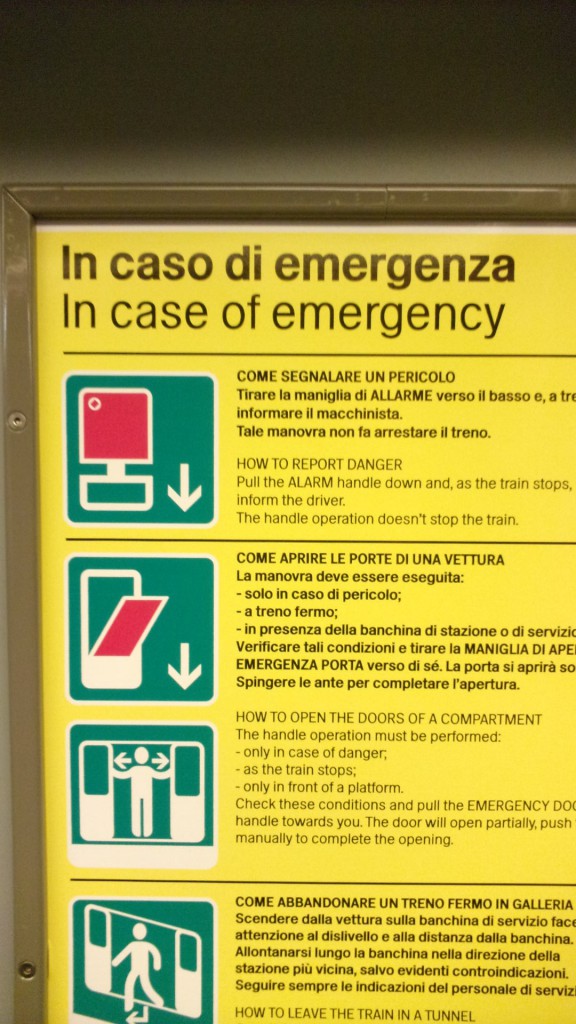 In caso di emergenza
In case of emergency
COME SEGNALARE UN PERICOLO
Tirare la maniglia di ALLARME verso il basso e, a
informare il macchinista.
Tale manovra non fa arrestare il treno.
HOW TO REPORT DANGER
Pull the ALARM handle down and, as the train stops,
inform the driver.
The handle operation doesn't stop the train.
COME APRIRE LE PORTE DI UNA VETTURA
La manovra deve essere eseguita:
- solo in caso di pericolo;
- a treno fermo;
- in presenza della banchina di stazione o di servizio
Verificare tali condizioni e tirare la MANIGLIA DI
EMERGENZA PORTA verso di sé. La porta si aprirà
Spingere le ante per completare l'apertura.
HOW TO OPEN THE DOORS OF A COMPARTMENT
The handle operation must be performed:
- only in case of danger;
- as the train stops;
- only in front of a platform.
Check these conditions and pull the EMERGENCY
handle towards you. The door will open partially, push
manually to complete the opening.
COME ABBANDONARE UN TRENO FERMO IN GALLERIA
Scendere dalla vettura sulla banchina di servizio
attenzione al dislivello e alla distanza dalla banchina.
Allontanarsi lungo la banchina nella direzione della
stazione più vicina, salvo evidenti controindicazioni.
Seguire sempre le indicazioni del personale di
HOW TO LEAVE THE TRAIN IN A TUNNEL